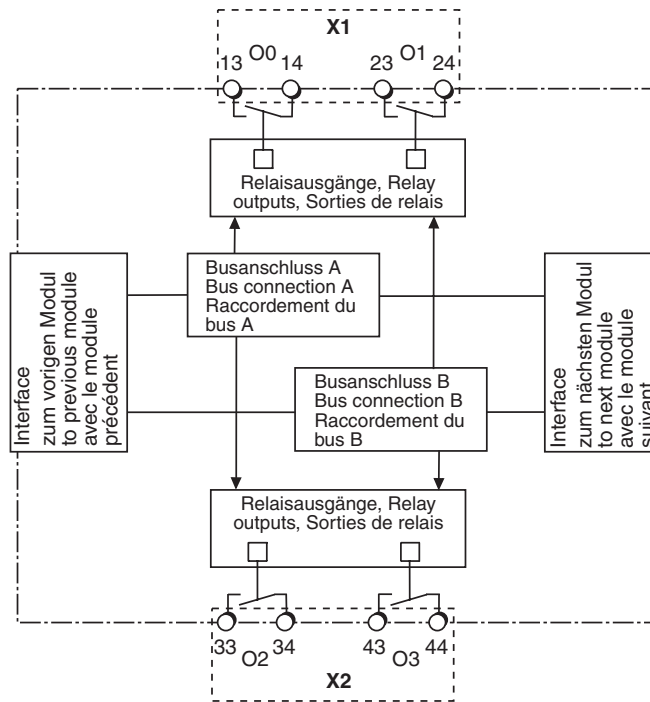 X1
O0 O1
13 14 23 24
Relaisausgänge, Relay
outputs, Sorties de relais
Interface
zum vorigen Modul
to previous module
avec le module
précédent
Busanschluss A
Bus connection A
Raccordement du
bus A
Interface
zum nächsten Modul
to next module
avec le module
suivant
Busanschluss B
Bus connection B
Raccordement du
bus B
Relaisausgänge, Relay
outputs, Sorties de relais
33 34 43 44
O2 O3
X2